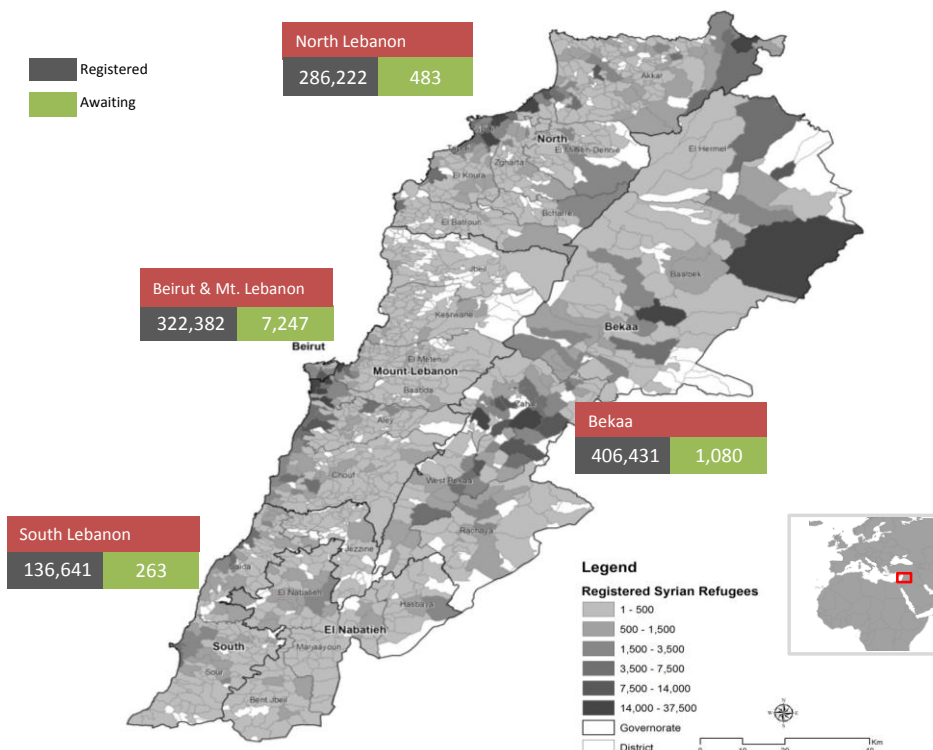 North Lebanon
286,222 483
Registered
Awaiting
Akkar
North
El Hermel
Zgharta
El Koura
Bcharre
El Batroun
Jbeil
Baalbek
Beirut & Mt. Lebanon
322,382 7,247
Kesrwane
Bekaa
Beirut
El Meten
Mount Lebanon
Baabda
Aley
Bekaa
406,431 1,080
Chouf
West Bekaa
Rachaya
South Lebanon
136,641 263
Jezzine
Saida
El Nabatieh
Hasbaya
El Nabatieh
South
Marjaayoun
Sour
Bent Jbeil
Legend
Registered Syrian Refugees
1 - 500
500 - 1,500
1,500 - 3,500
3,500 - 7,500
7,500 - 14,000
14,000 - 37,500
Governorate
District
N
W E
S
0 10 20 40
Km